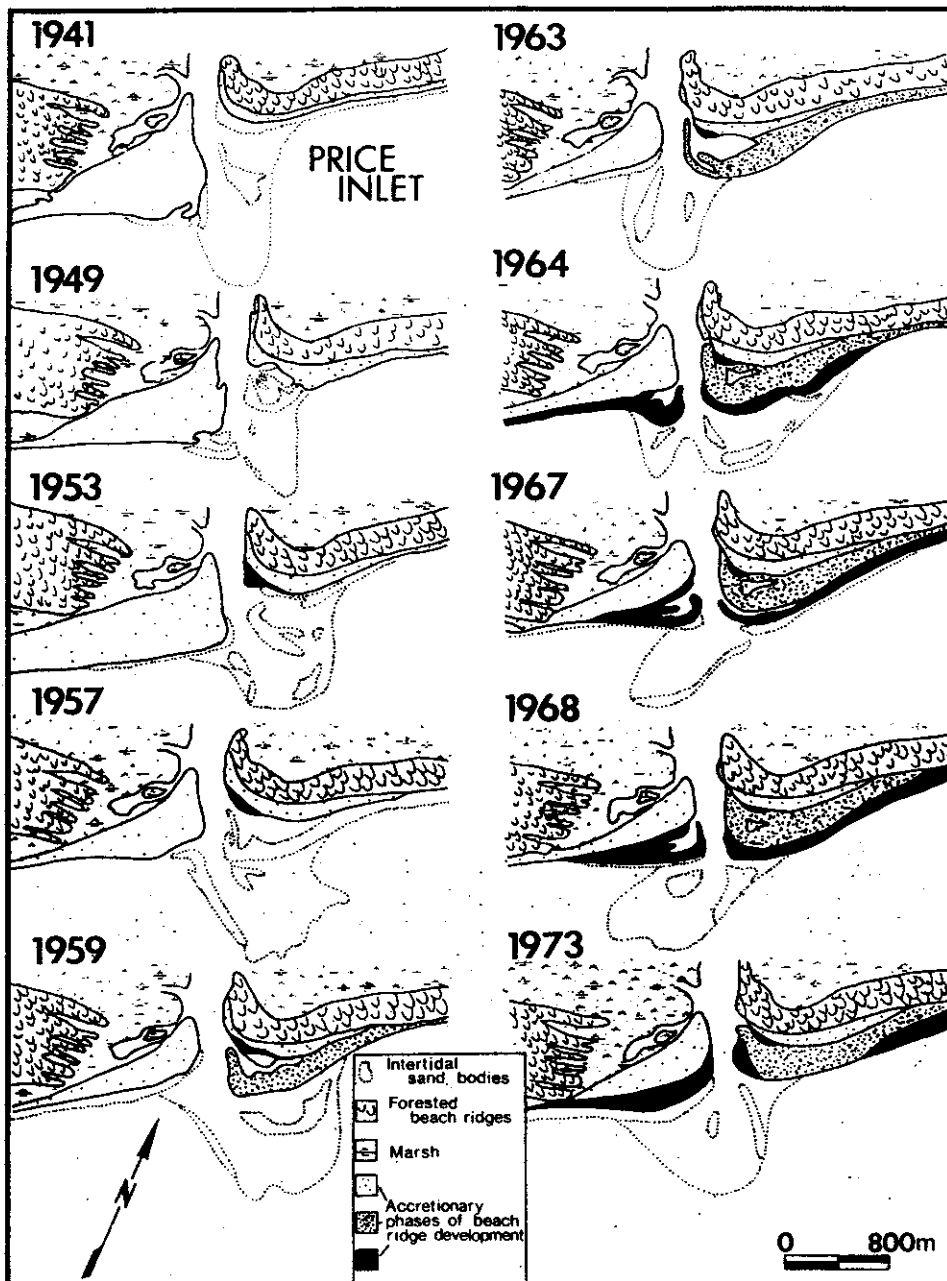 1941
PRICE
INLET
1949
1953
1957
1959
N
Intertidal
sand bodies
Forested
beach ridges
Marsh
Accretionary
phases of beach
ridge development
1963
1964
1967
1968
1973
0 800m